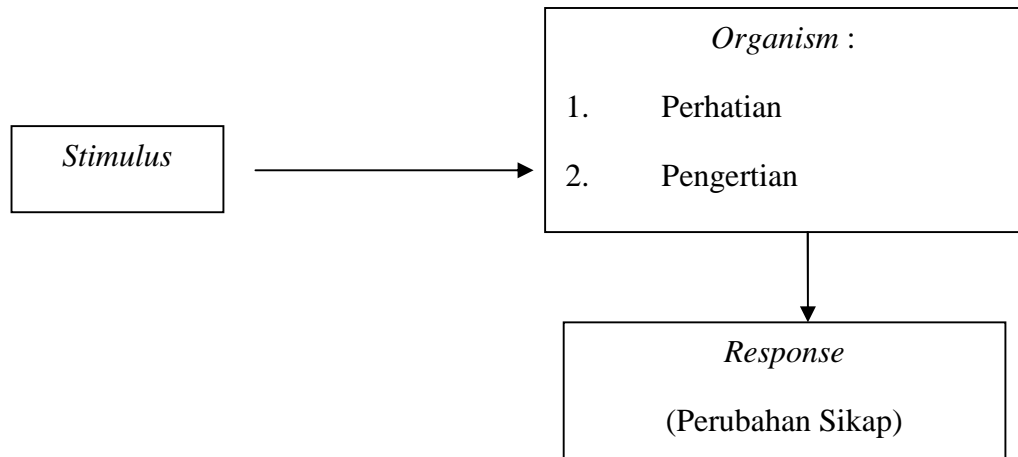 Stimulus
Organism :
1. Perhatian
2. Pengertian
Response
(Perubahan Sikap)